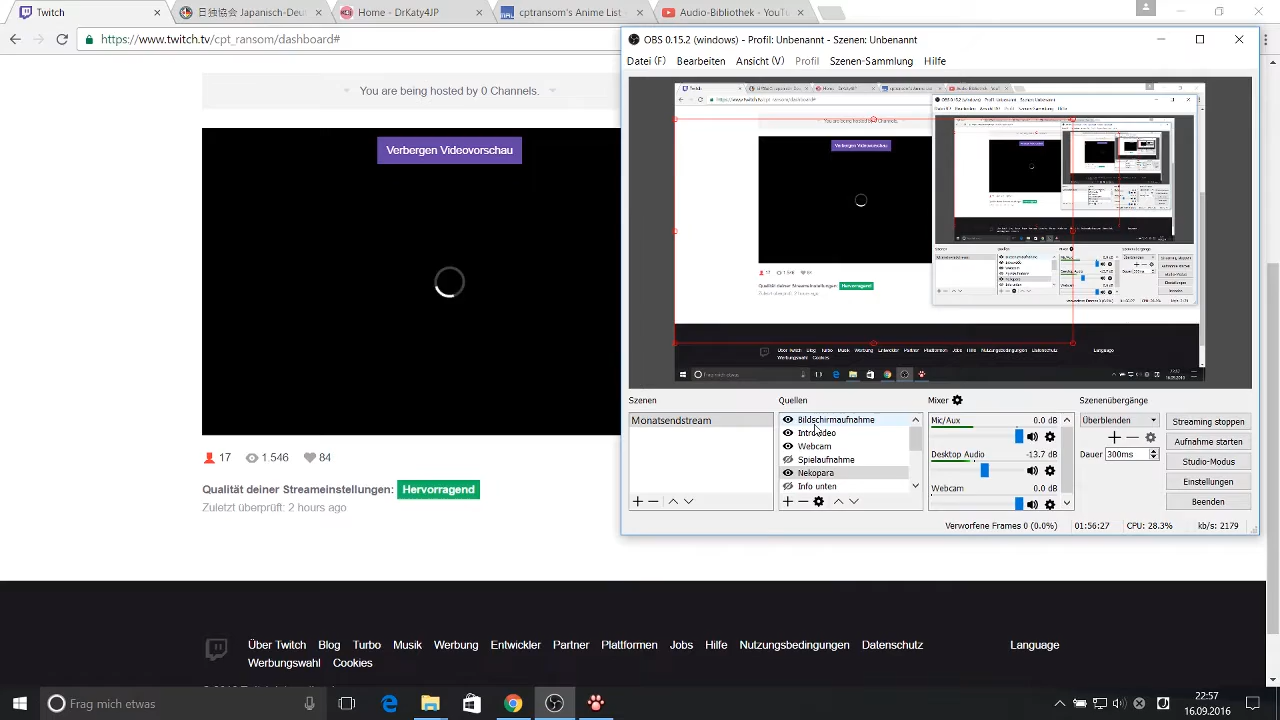 Twitch
日独協会 Japanisch-Deu
Home - DrKaty4JP
cptransom's Anime List
Audio-Bibliothek - YouTu
https://www.twitch.tv/cpt_ransom/dashboard#
You are being hosted by 0 Channels.
Verbergen Videovorschau
17 1.546 84
Qualität deiner Streameinstellungen: Hervorragend
Zuletzt überprüft: 2 hours ago
OBS 0.15.2 (windows) - Profil: Unbenannt - Szenen: Unbenannt
Datei (F) Bearbeiten Ansicht (V) Profil Szenen-Sammlung Hilfe
Szenen
Monatsendstream
Quellen
Bildschirmaufnahme
Webcam
Spielaufnahme
Nekopara
Info unten
Mixer
Mic/Aux 0.0 dB
Desktop Audio -13.7 dB
Webcam 0.0 dB
Szenenübergänge
Überblenden
Dauer 300ms
Streaming stoppen
Aufnahme starten
Studio-Modus
Einstellungen
Beenden
Verworfene Frames 0 (0.0%) 01:56:27 CPU: 28.3% kb/s: 2179
Über Twitch Blog Turbo Musik Werbung Entwickler Partner Plattformen Jobs Hilfe Nutzungsbedingungen Datenschutz
Werbungswahl Cookies
Language
Frag mich etwas
22:57
16.09.2016